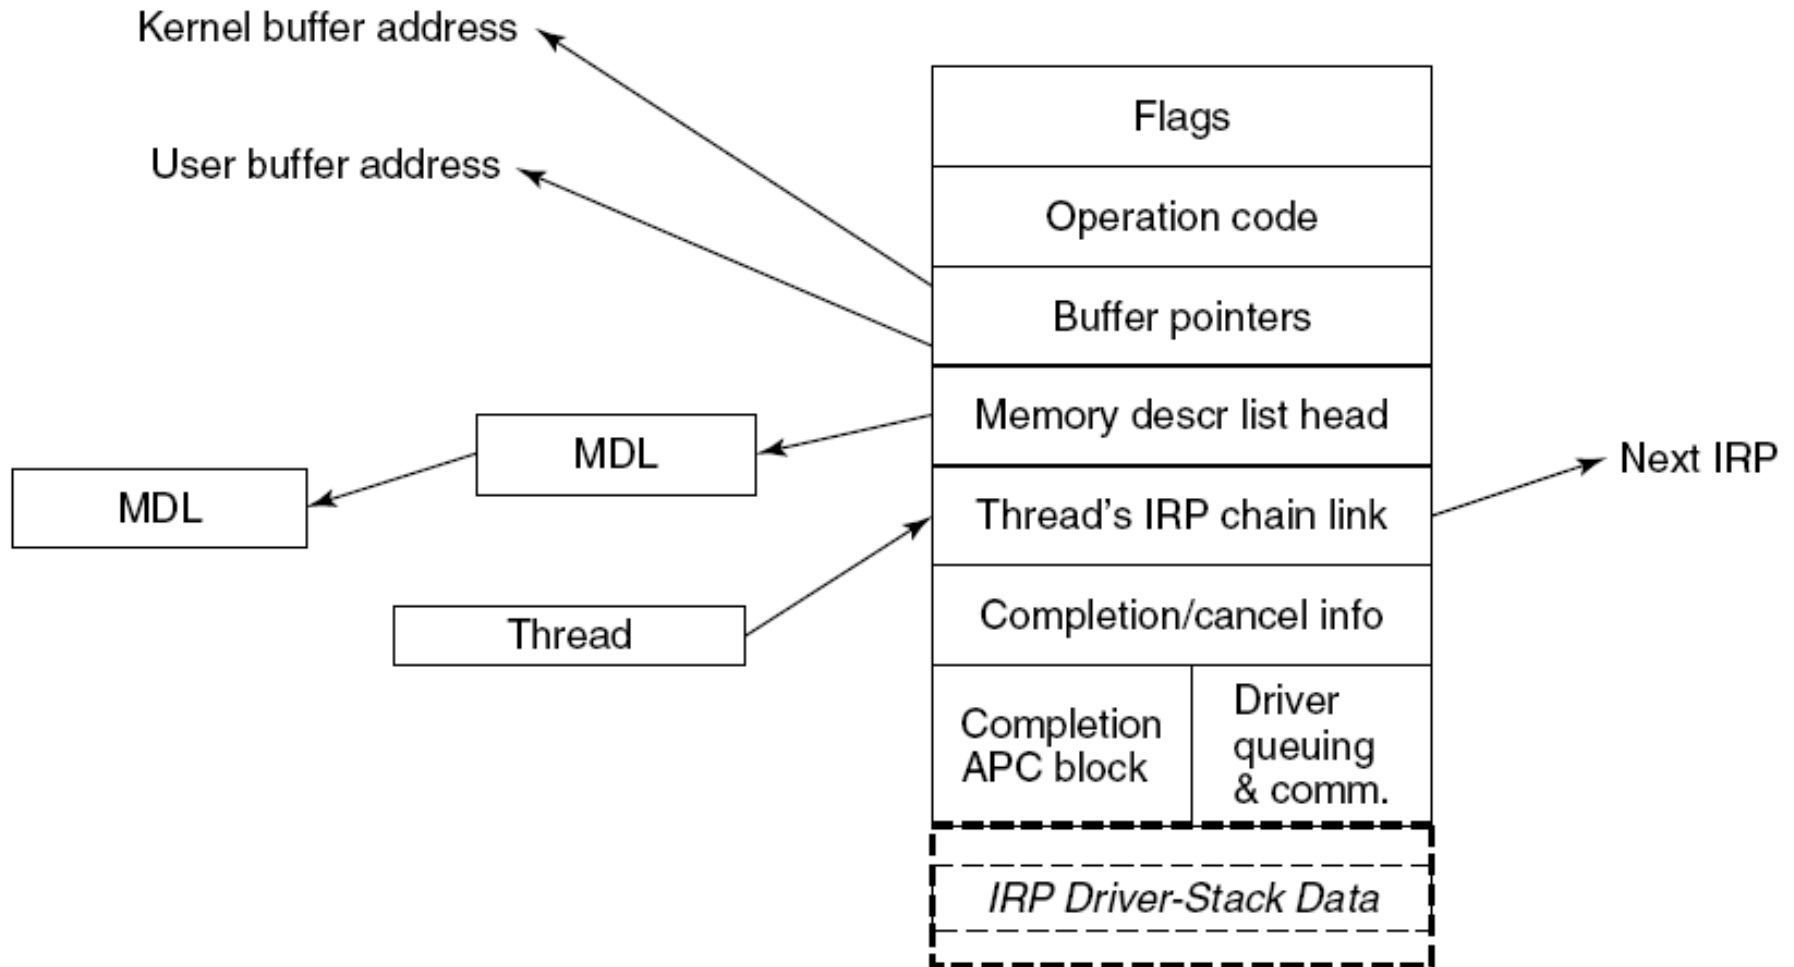 Kernel buffer address
User buffer address
Flags
Operation code
Buffer pointers
Memory descr list head
MDL
MDL
Next IRP
Thread’s IRP chain link
Thread
Completion/cancel info
Completion
APC block
Driver
queuing
& comm.
IRP Driver-Stack Data